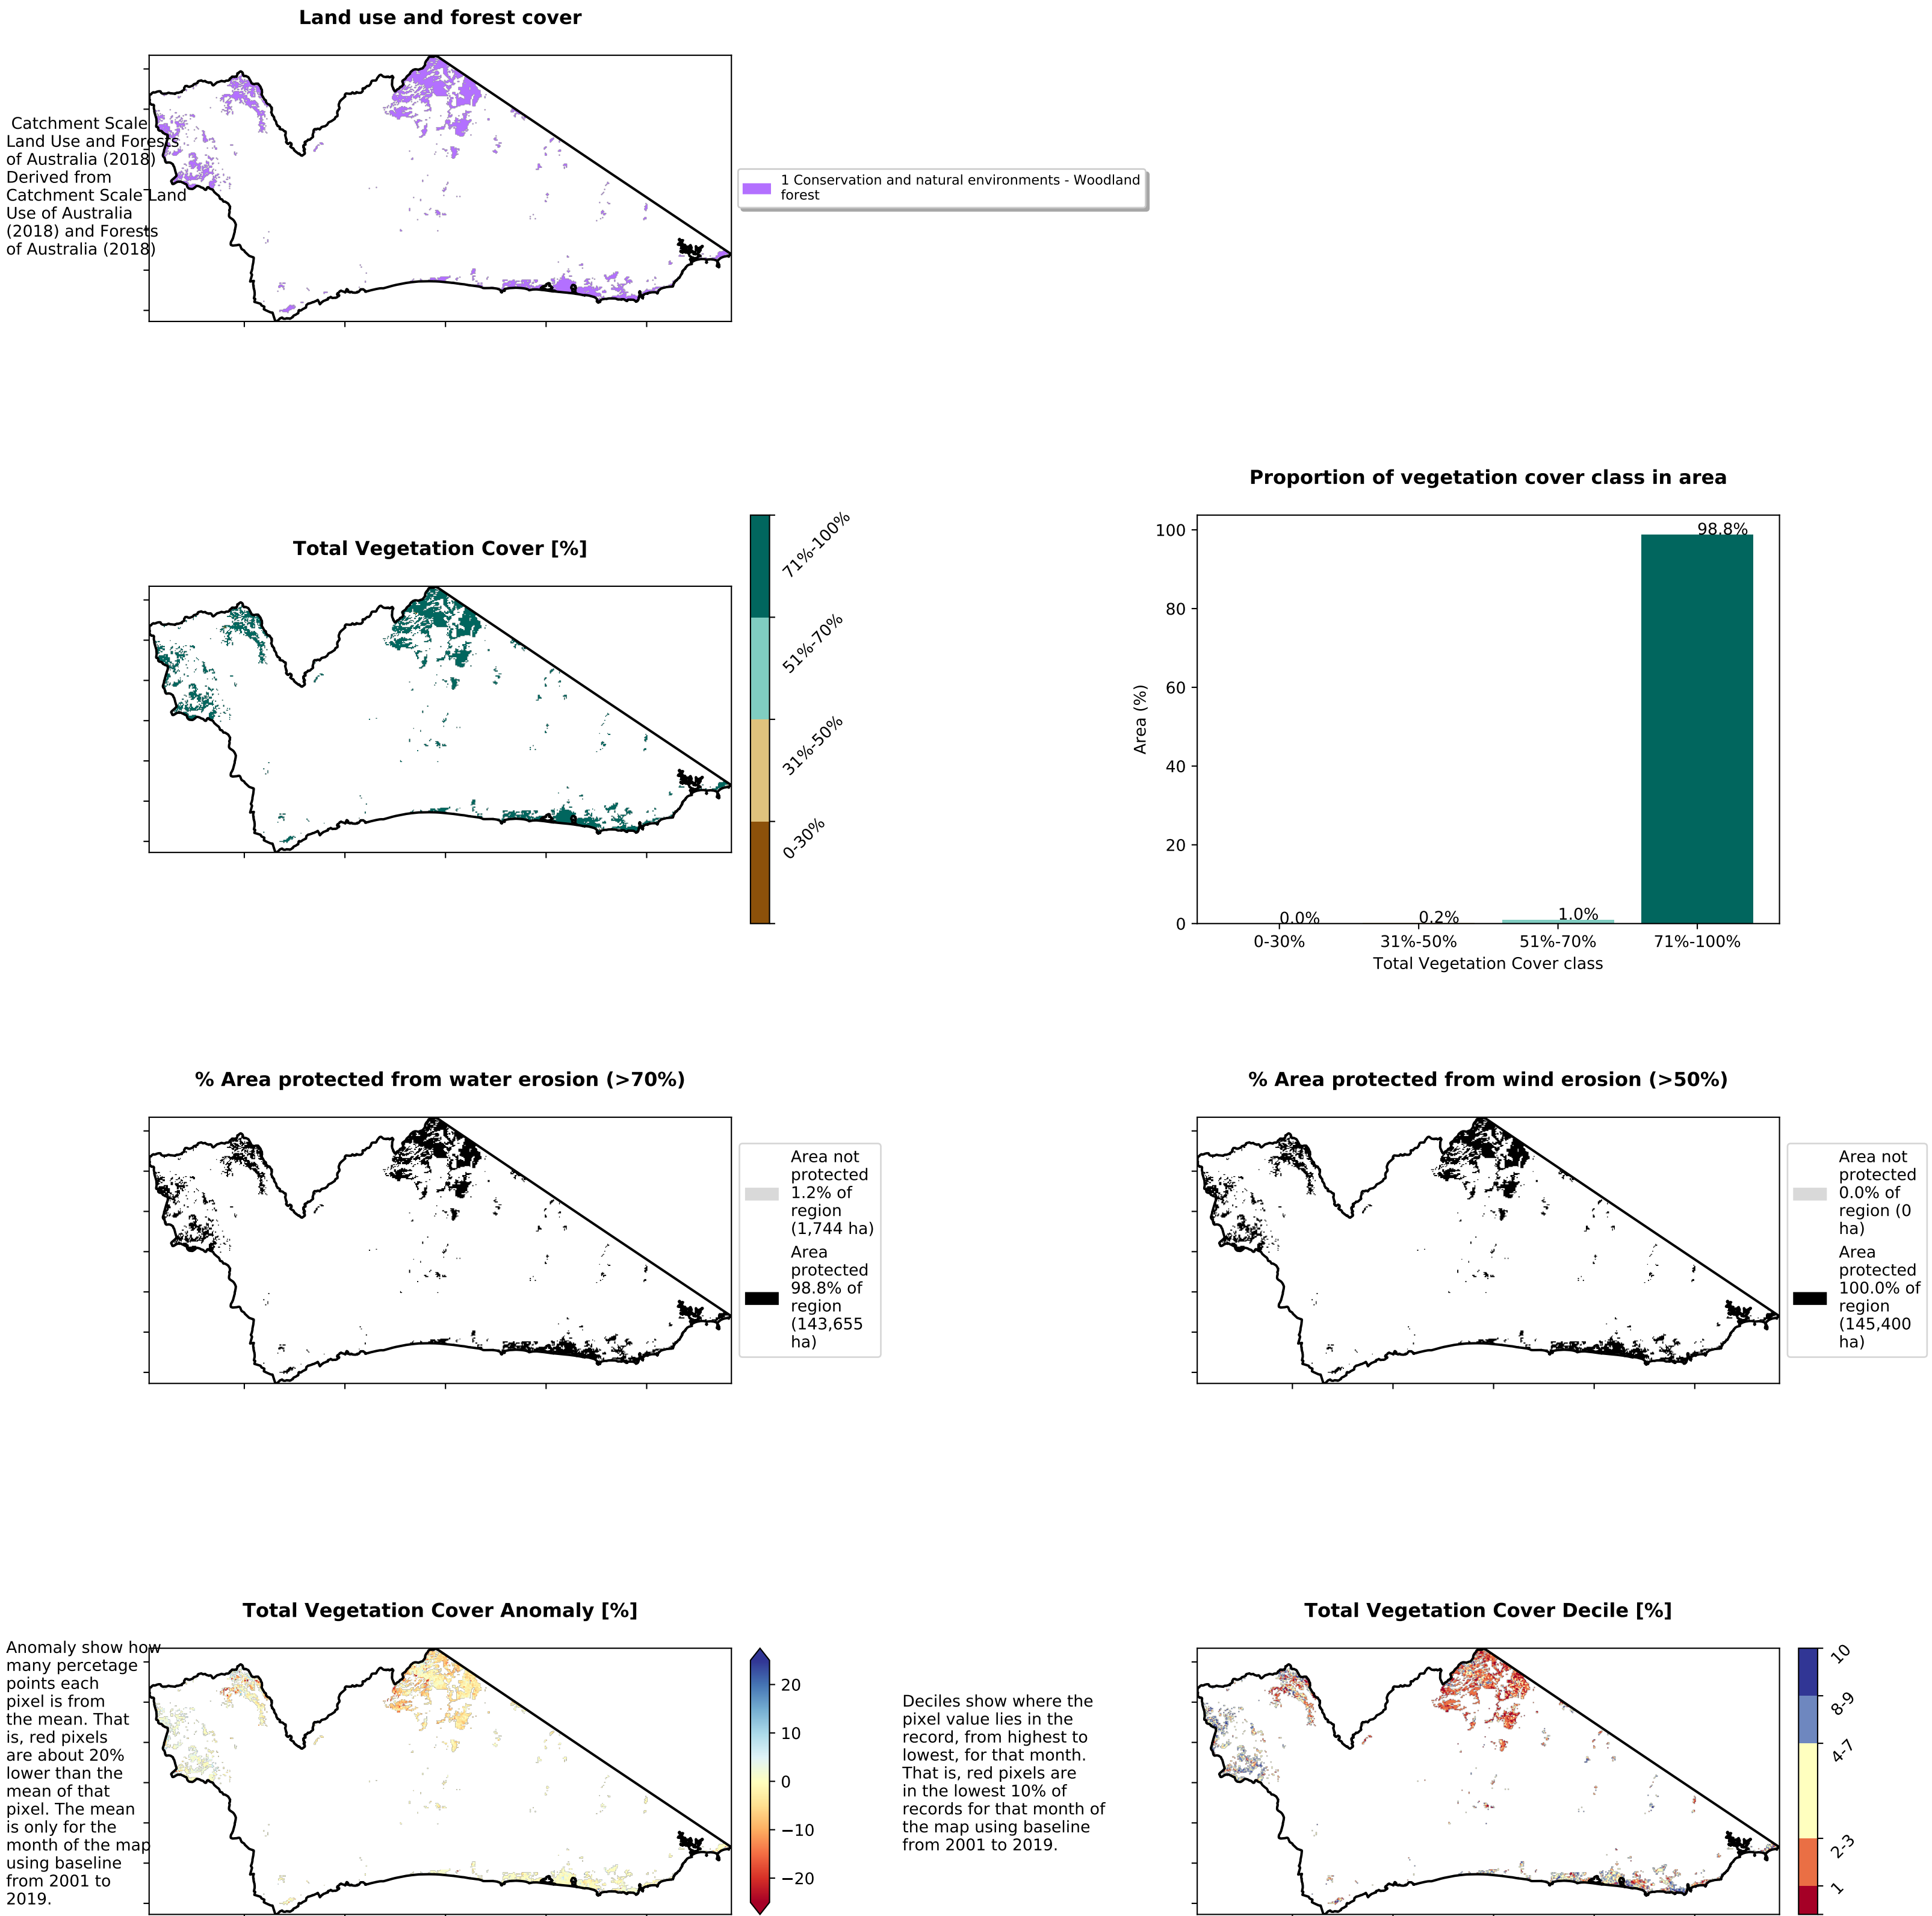 Land use and forest cover
Catchment Scale
Land Use and Forests
of Australia (2018)
Derived from
Catchment Scale Land
Use of Australia
(2018) and Forests
of Australia (2018)
1 Conservation and natural environments - Woodland
forest
Total Vegetation Cover [%]
71%-100%
51%-70%
31%-50%
0-30%
Proportion of vegetation cover class in area
100
80
60
40
20
0
Area (%)
0.0%
0.2%
1.0%
98.8%
0-30%
31%-50%
51%-70%
71%-100%
Total Vegetation Cover class
% Area protected from water erosion (>70%)
Area not
protected
1.2% of
region
(1,744 ha)
Area
protected
98.8% of
region
(143,655
ha)
% Area protected from wind erosion (>50%)
Area not
protected
0.0% of
region (0
ha)
Area
protected
100.0% of
region
(145,400
ha)
Total Vegetation Cover Anomaly [%]
Anomaly show how
many percetage
points each
pixel is from
the mean. That
is, red pixels
are about 20%
lower than the
mean of that
pixel. The mean
is only for the
month of the map
using baseline
from 2001 to
2019.
20
10
0
−10
−20
Total Vegetation Cover Decile [%]
Deciles show where the
pixel value lies in the
record, from highest to
lowest, for that month.
That is, red pixels are
in the lowest 10% of
records for that month of
the map using baseline
from 2001 to 2019.
10
8-9
4-7
2-3
1